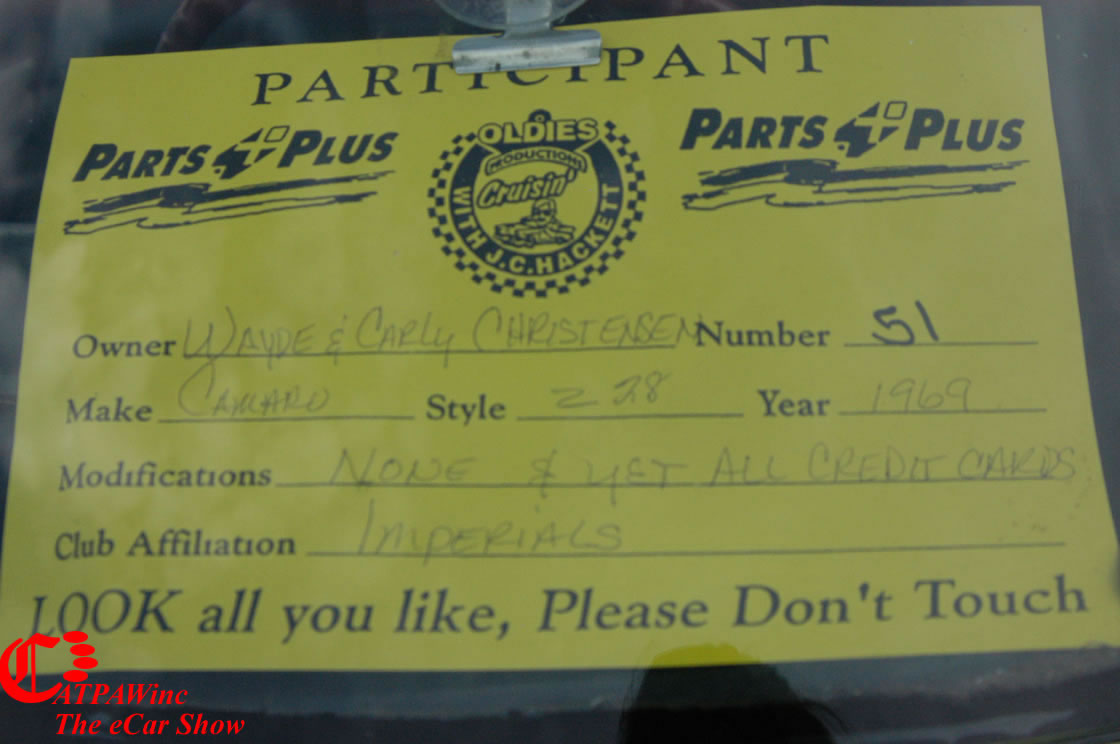 PARTICIPANT
PARTS PLUS
OLDIES
PRODUCTIONS
Cruisin'
WITH J.C. HACKETT
PARTS PLUS
Owner WAYDE & CARLY CHRISTENSEN Number 51
Make CAMARO Style Z 28 Year 1969
Modifications NONE & YET ALL CREDIT CARDS
Club Affiliation IMPERIALS
LOOK all you like, Please Don't Touch
CATPAWinc
The eCar Show